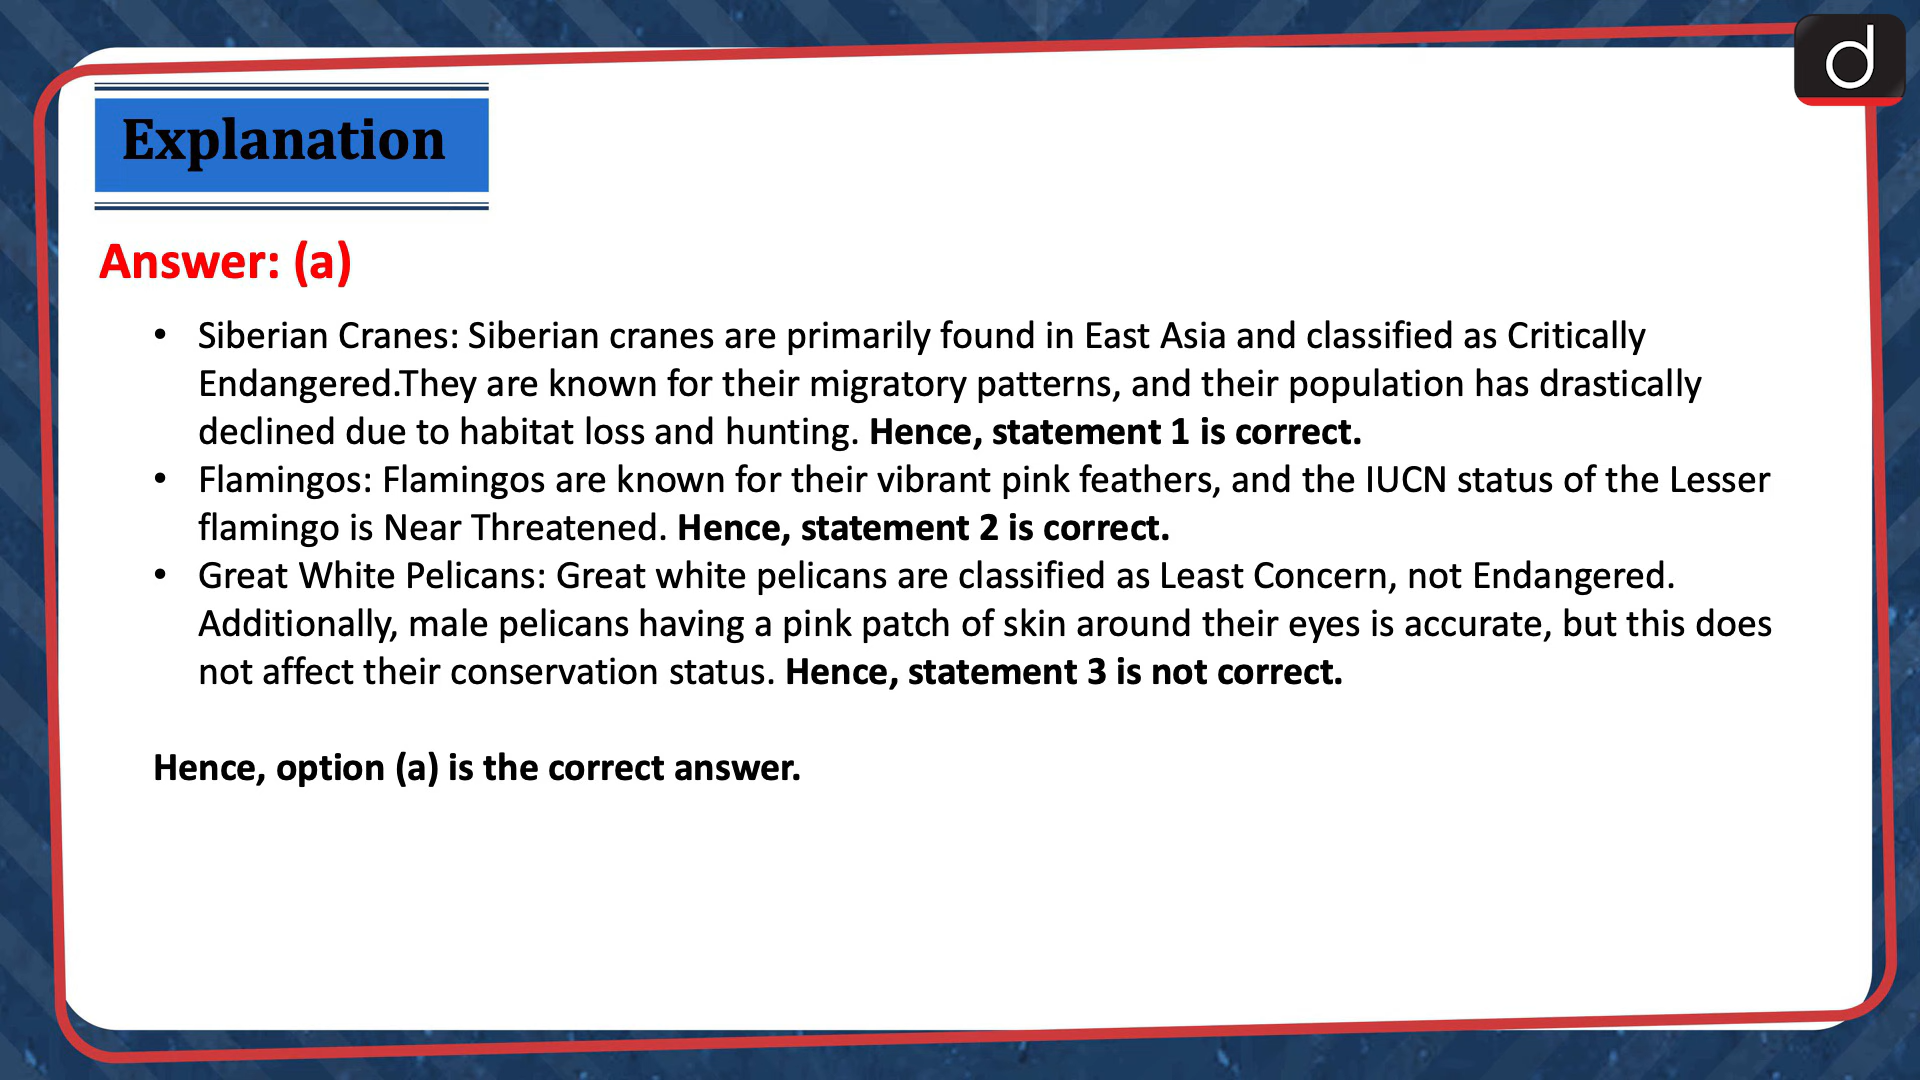 Explanation
Answer: (a)
• Siberian Cranes: Siberian cranes are primarily found in East Asia and classified as Critically
Endangered.They are known for their migratory patterns, and their population has drastically
declined due to habitat loss and hunting. Hence, statement 1 is correct.
• Flamingos: Flamingos are known for their vibrant pink feathers, and the IUCN status of the Lesser
flamingo is Near Threatened. Hence, statement 2 is correct.
• Great White Pelicans: Great white pelicans are classified as Least Concern, not Endangered.
Additionally, male pelicans having a pink patch of skin around their eyes is accurate, but this does
not affect their conservation status. Hence, statement 3 is not correct.
Hence, option (a) is the correct answer.
d